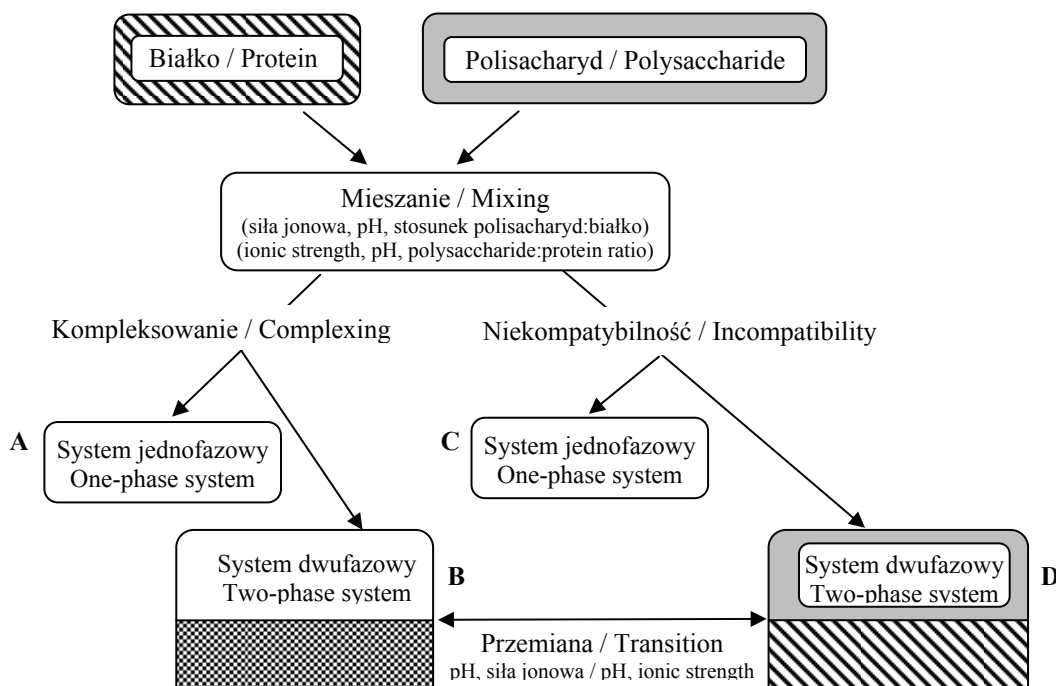 Białko / Protein
Polisacharyd / Polysaccharide
Mieszanie / Mixing
(siła jonowa, pH, stosunek polisacharyd:białko)
(ionic strength, pH, polysaccharide:protein ratio)
Kompleksowanie / Complexing
Niekompatybilność / Incompatibility
A
System jednofazowy
One-phase system
C
System jednofazowy
One-phase system
System dwufazowy
Two-phase system
B
System dwufazowy
Two-phase system
D
Przemiana / Transition
pH, siła jonowa / pH, ionic strength